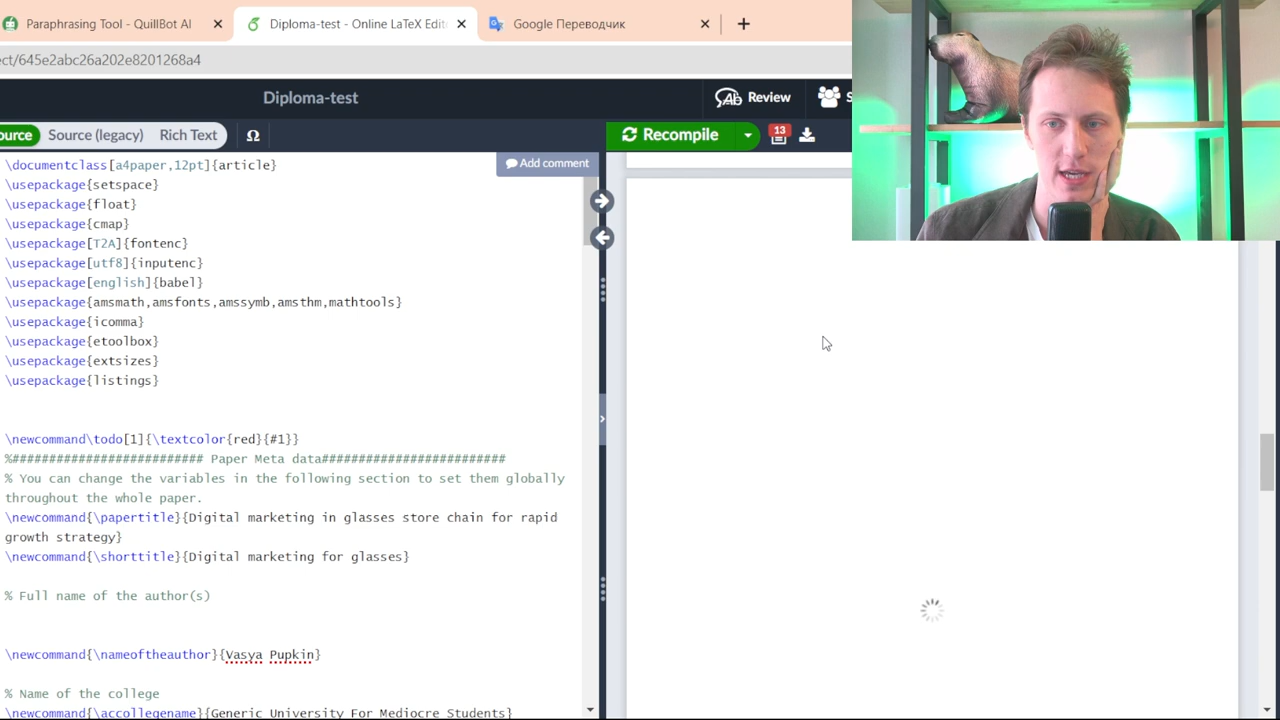 Paraphrasing Tool - QuillBot AI
Diploma-test - Online LaTeX Edit
Google Переводчик
ect/645e2abc26a202e8201268a4
Diploma-test
Review
S
ource
Source (legacy)
Rich Text
Ω
Recompile
13
Add comment
\documentclass[a4paper,12pt]{article}
\usepackage{setspace}
\usepackage{float}
\usepackage{cmap}
\usepackage[T2A]{fontenc}
\usepackage[utf8]{inputenc}
\usepackage[english]{babel}
\usepackage{amsmath,amsfonts,amssymb,amsthm,mathtools}
\usepackage{icomma}
\usepackage{etoolbox}
\usepackage{extsizes}
\usepackage{listings}
\newcommand\todo[1]{\textcolor{red}{#1}}
%########################## Paper Meta data#########################
% You can change the variables in the following section to set them globally
throughout the whole paper.
\newcommand{\papertitle}{Digital marketing in glasses store chain for rapid
growth strategy}
\newcommand{\shorttitle}{Digital marketing for glasses}
% Full name of the author(s)
\newcommand{\nameoftheauthor}{Vasya Pupkin}
% Name of the college
\newcommand{\accollegename}{Generic University For Mediocre Students}